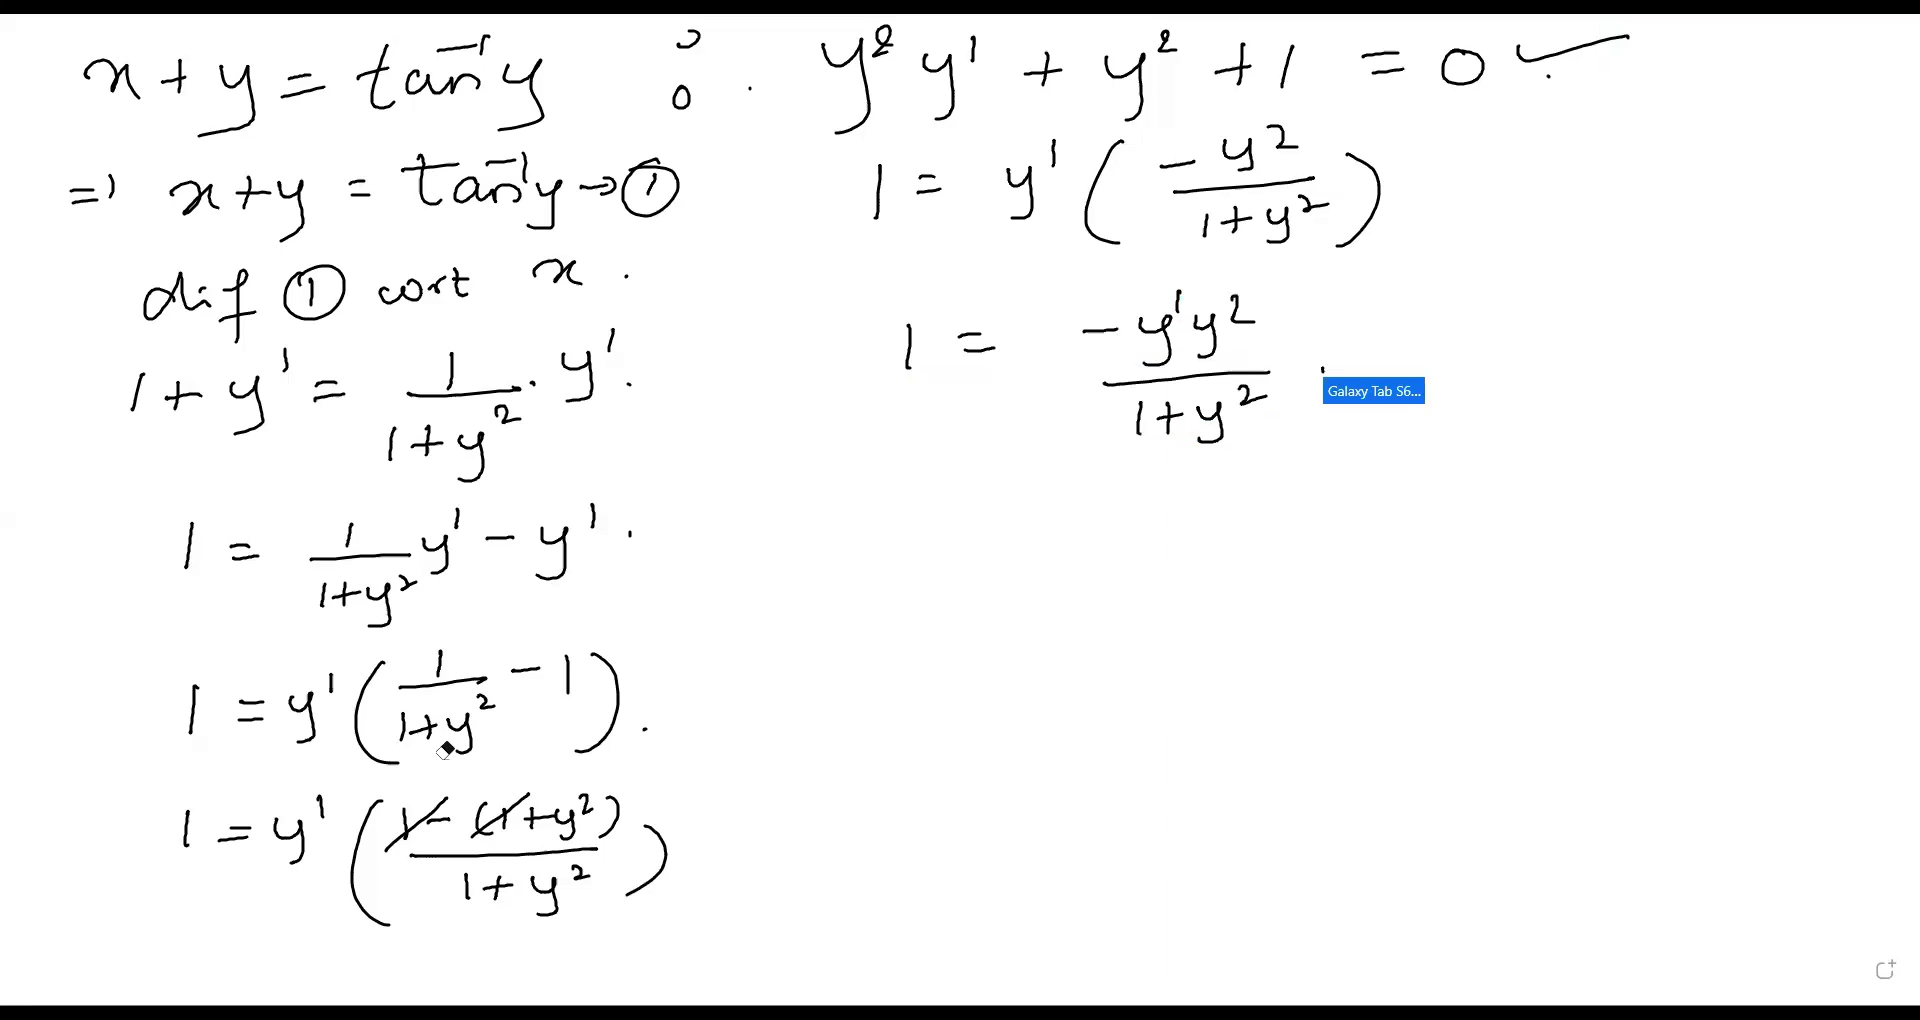 x + y = tan⁻¹y : y² y' + y² + 1 = 0 ✓
⇒ x + y = tan⁻¹y → ①
dif ① wrt x.
1 + y' = 1/(1+y²) · y'.
1 = 1/(1+y²) y' − y'.
1 = y' (1/(1+y²) − 1).
1 = y' ((1 − (1+y²))/(1+y²))
1 = y' (−y²/(1+y²))
1 = −y'y²/(1+y²).
Galaxy Tab S6...